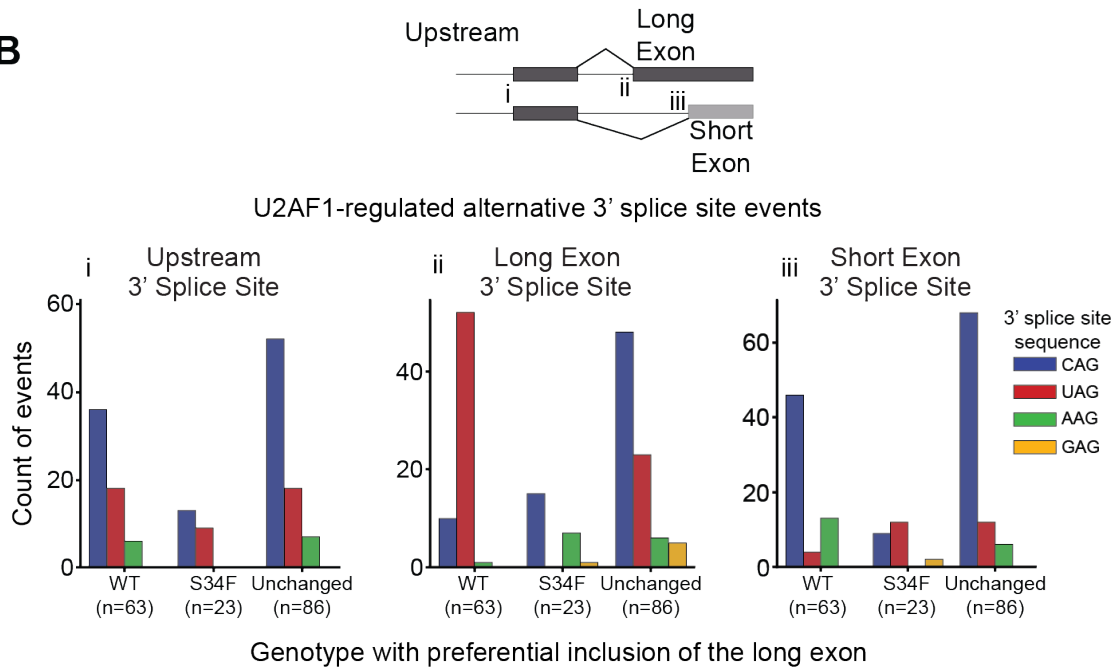 B
Upstream
Long
Exon
i
ii
iii
Short
Exon
U2AF1-regulated alternative 3’ splice site events
i
Upstream
3’ Splice Site
ii
Long Exon
3’ Splice Site
iii
Short Exon
3’ Splice Site
3’ splice site
sequence
CAG
UAG
AAG
GAG
Count of events
60
40
20
0
40
20
0
60
40
20
0
WT
(n=63)
S34F
(n=23)
Unchanged
(n=86)
WT
(n=63)
S34F
(n=23)
Unchanged
(n=86)
WT
(n=63)
S34F
(n=23)
Unchanged
(n=86)
Genotype with preferential inclusion of the long exon